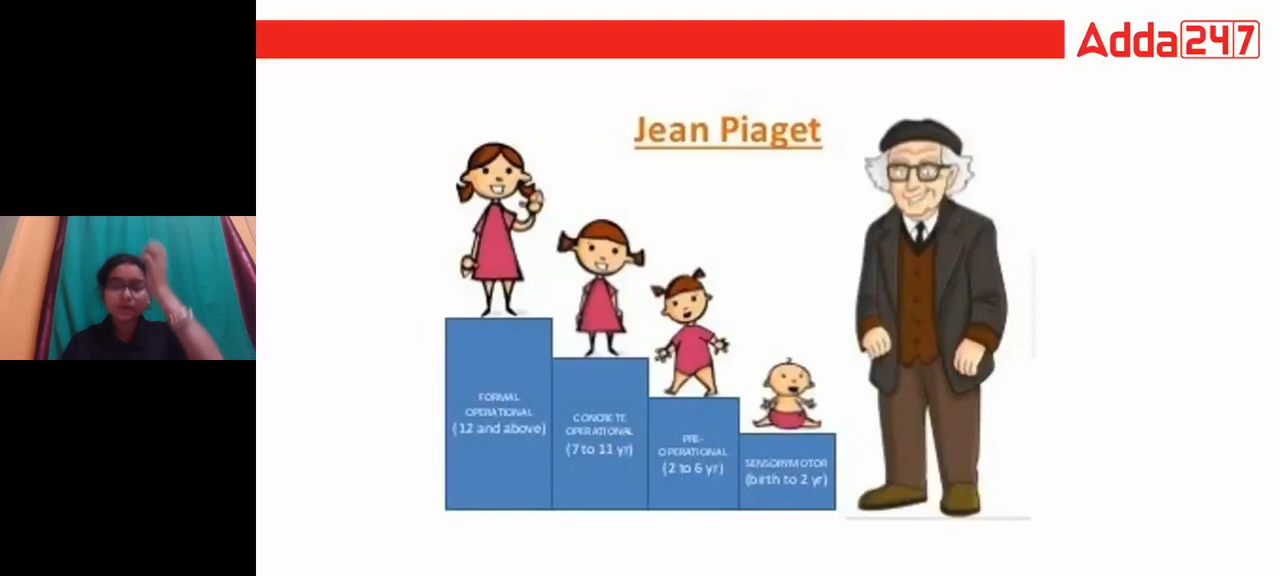 Adda247
Jean Piaget
FORMAL
OPERATIONAL
(12 and above)
CONCRETE
OPERATIONAL
(7 to 11 yr)
PRE-
OPERATIONAL
(2 to 6 yr)
SENSORYMOTOR
(birth to 2 yr)